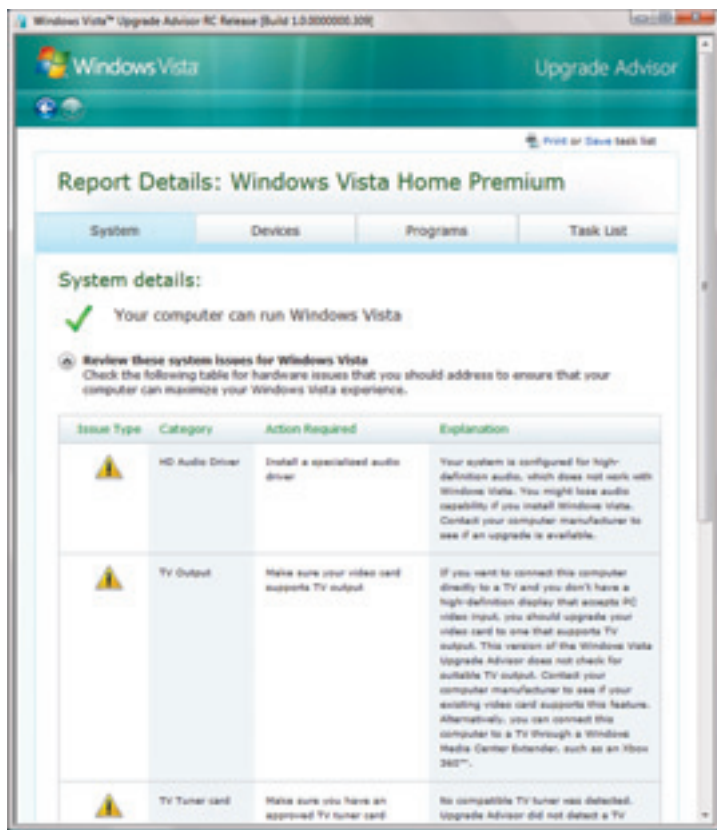 Windows Vista™ Upgrade Advisor RC Release [Build 1.0.0000000.309]
Windows Vista™
Upgrade Advisor
Print or Save task list
Report Details: Windows Vista Home Premium
System
Devices
Programs
Task List
System details:
Your computer can run Windows Vista
Review these system issues for Windows Vista
Check the following table for hardware issues that you should address to ensure that your
computer can maximize your Windows Vista experience.
Issue Type
Category
Action Required
Explanation
HD Audio Driver
Install a specialized audio
driver
Your system is configured for high-
definition audio, which does not work with
Windows Vista. You might lose audio
capability if you install Windows Vista.
Contact your computer manufacturer to
see if an upgrade is available.
TV Output
Make sure your video card
supports TV output
If you want to connect this computer
directly to a TV and you don't have a
high-definition display that accepts PC
video input, you should upgrade your
video card to one that supports TV
output. This version of the Windows Vista
Upgrade Advisor does not check for
suitable TV output. Contact your
computer manufacturer to see if your
existing video card supports this feature.
Alternatively, you can connect this
computer to a TV through a Windows
Media Center Extender, such as an Xbox
360™.
TV Tuner card
Make sure you have an
approved TV tuner card
No compatible TV tuner was detected.
Upgrade Advisor did not detect a TV